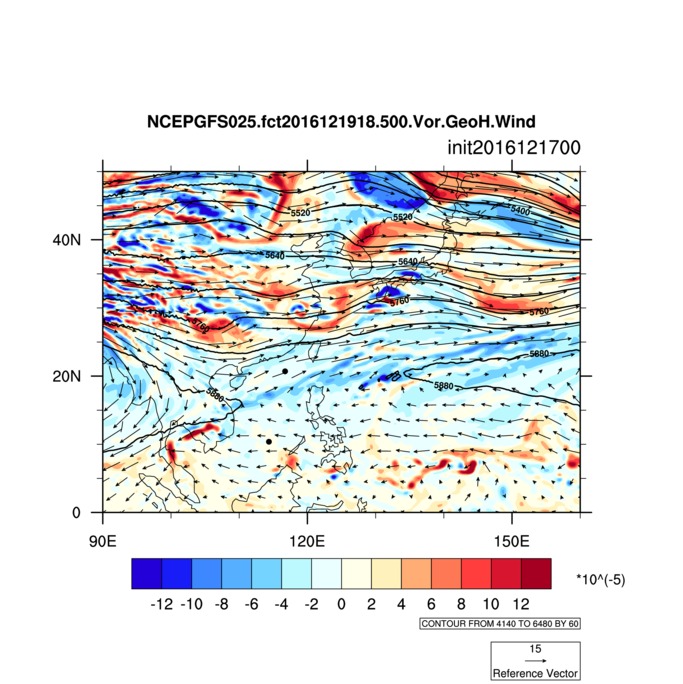 NCEPGFS025.fct2016121918.500.Vor.GeoH.Wind
init2016121700
5520
5520
5400
40N
5640
5640
5760
5760
5760
5880
20N
5880
5880
0
90E 120E 150E
-12 -10 -8 -6 -4 -2 0 2 4 6 8 10 12
*10^(-5)
CONTOUR FROM 4140 TO 6480 BY 60
15
Reference Vector